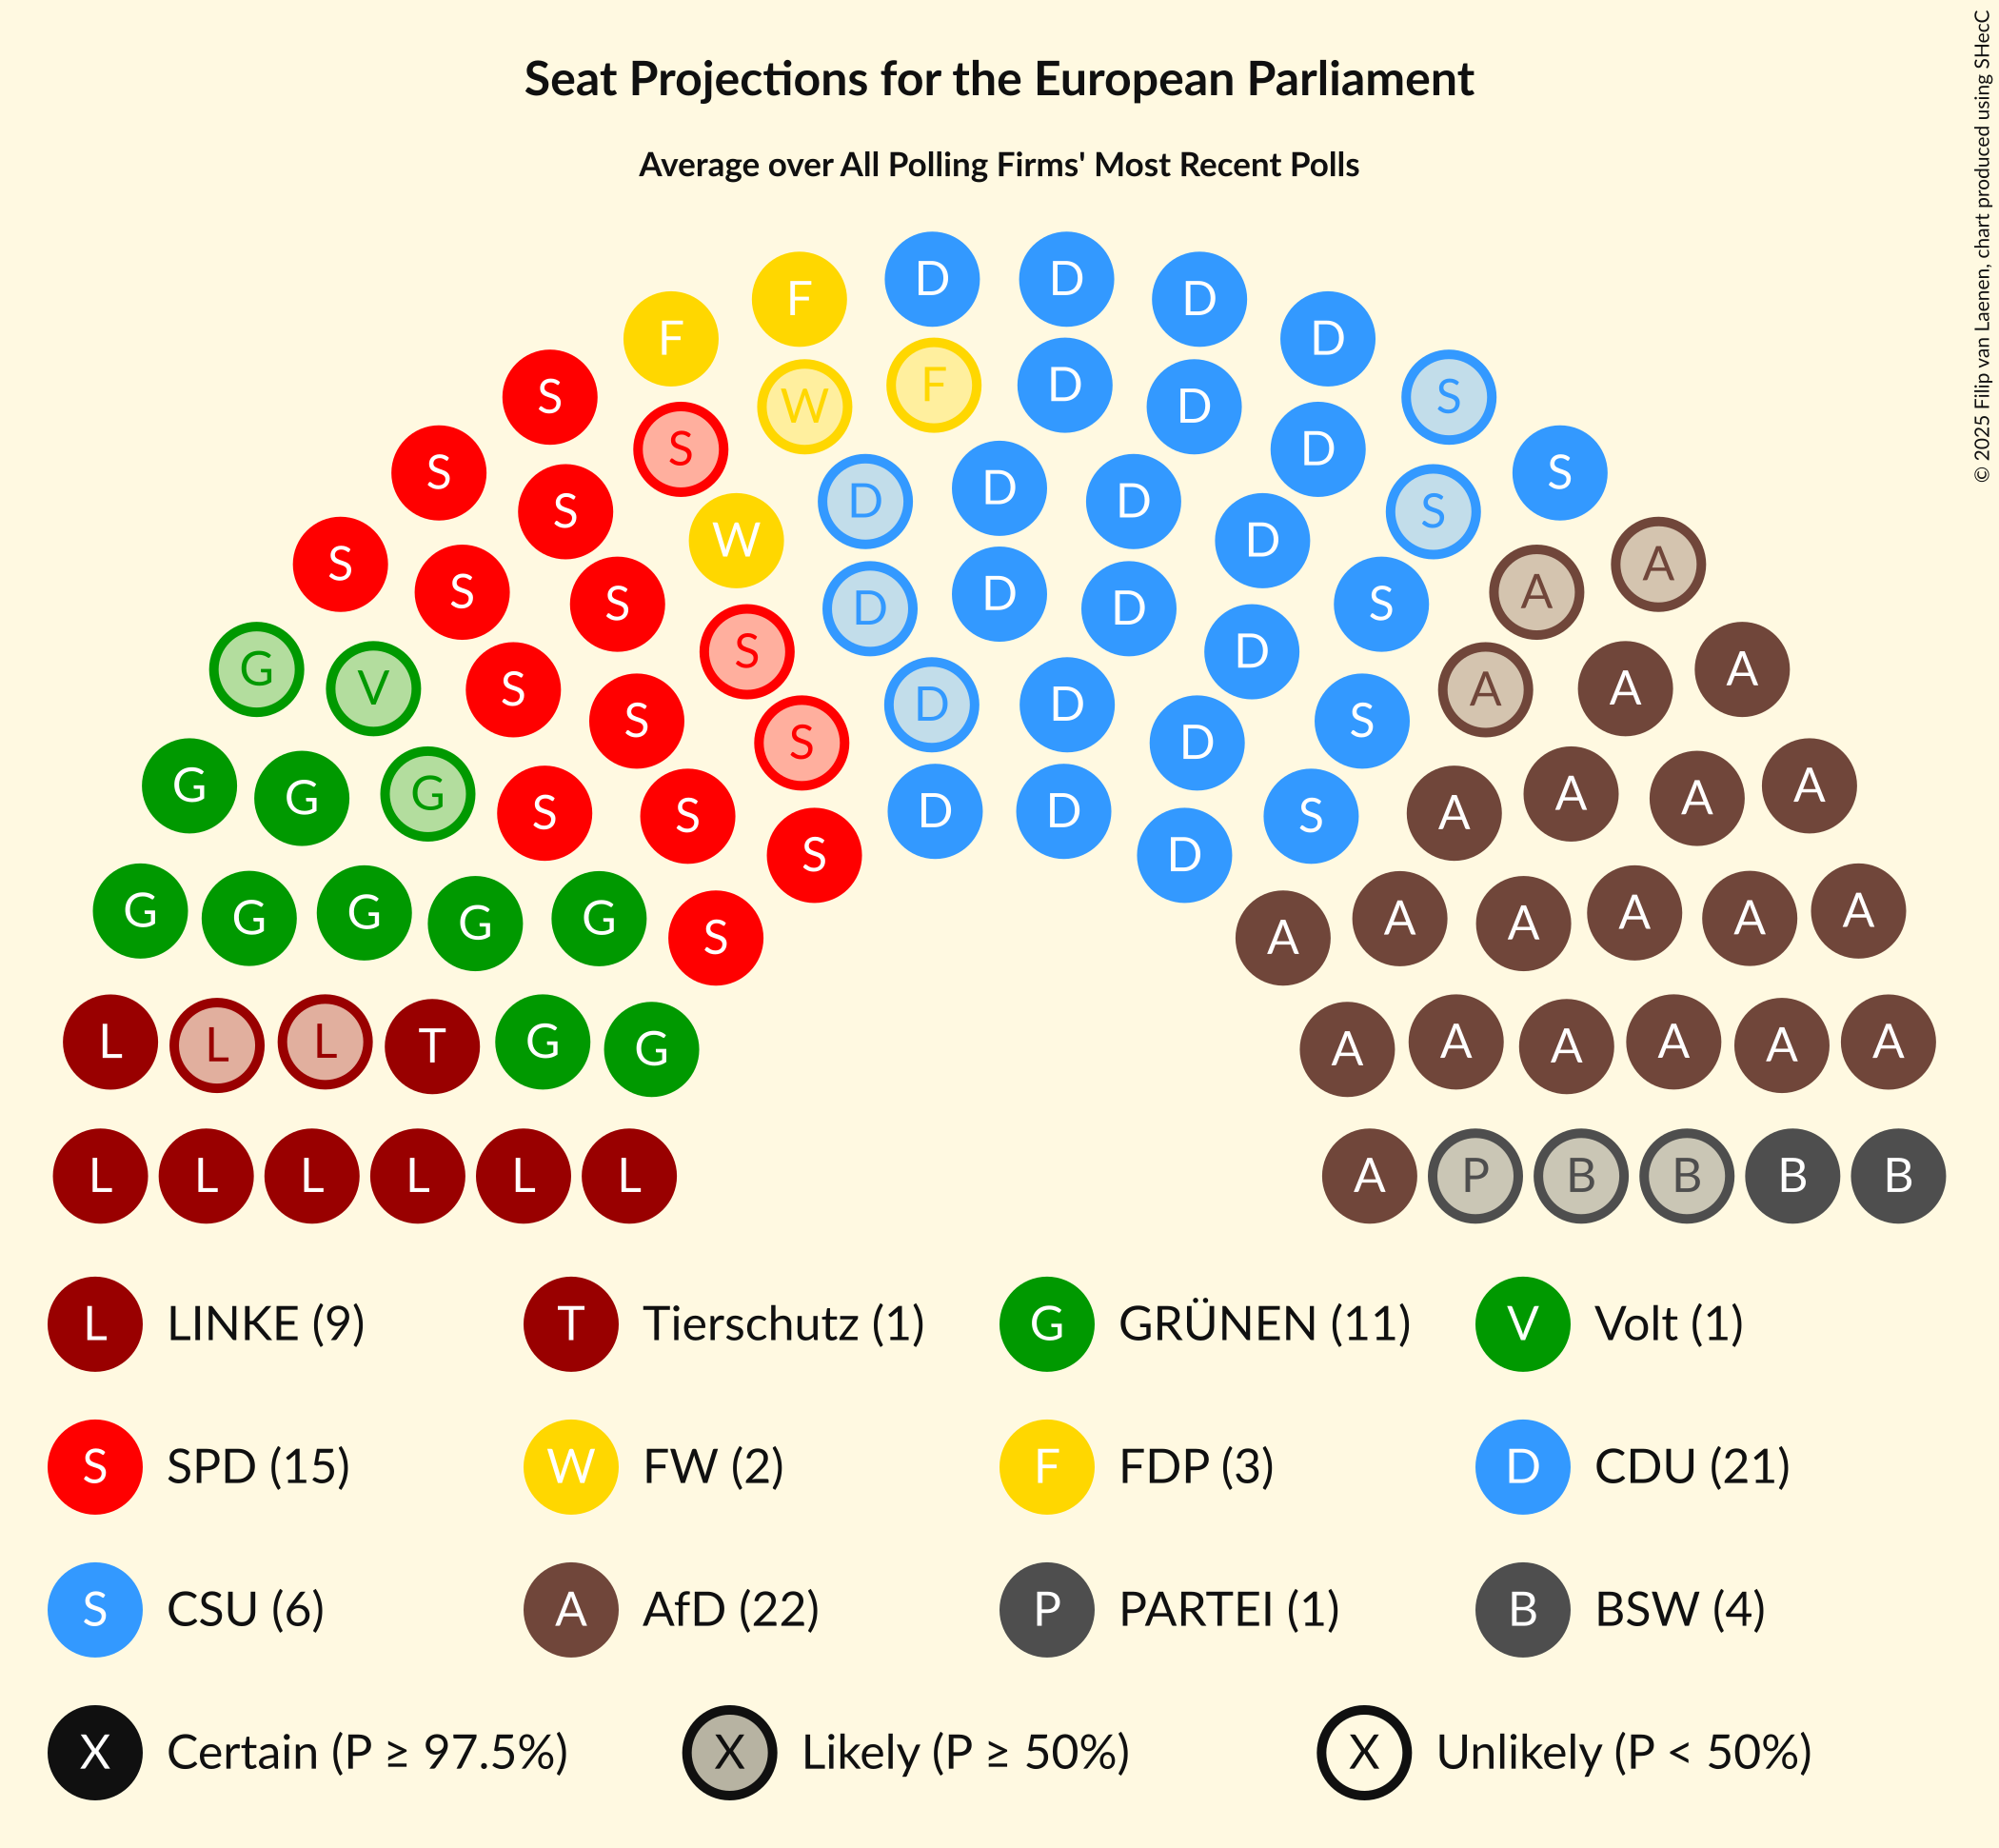 Seat Projections for the European Parliament
Average over All Polling Firms' Most Recent Polls
© 2025 Filip van Laenen, chart produced using SHecC
D D
F D
F D
S S
F D
W D
S D
S S
D
S D D S
W D
S A
S A
D D
S S
S D
G A
V A
S A
D D
S S
S D
G A
G A
G A
D D
S A
S S
S D
G A
G A
G A
G A
G A
S A
L A
L A
L A
T A
G A
G A
L L L L L L A P B B B B
L LINKE (9) T Tierschutz (1) G GRÜNEN (11) V Volt (1)
S SPD (15) W FW (2) F FDP (3) D CDU (21)
S CSU (6) A AfD (22) P PARTEI (1) B BSW (4)
X Certain (P ≥ 97.5%) X Likely (P ≥ 50%) X Unlikely (P < 50%)